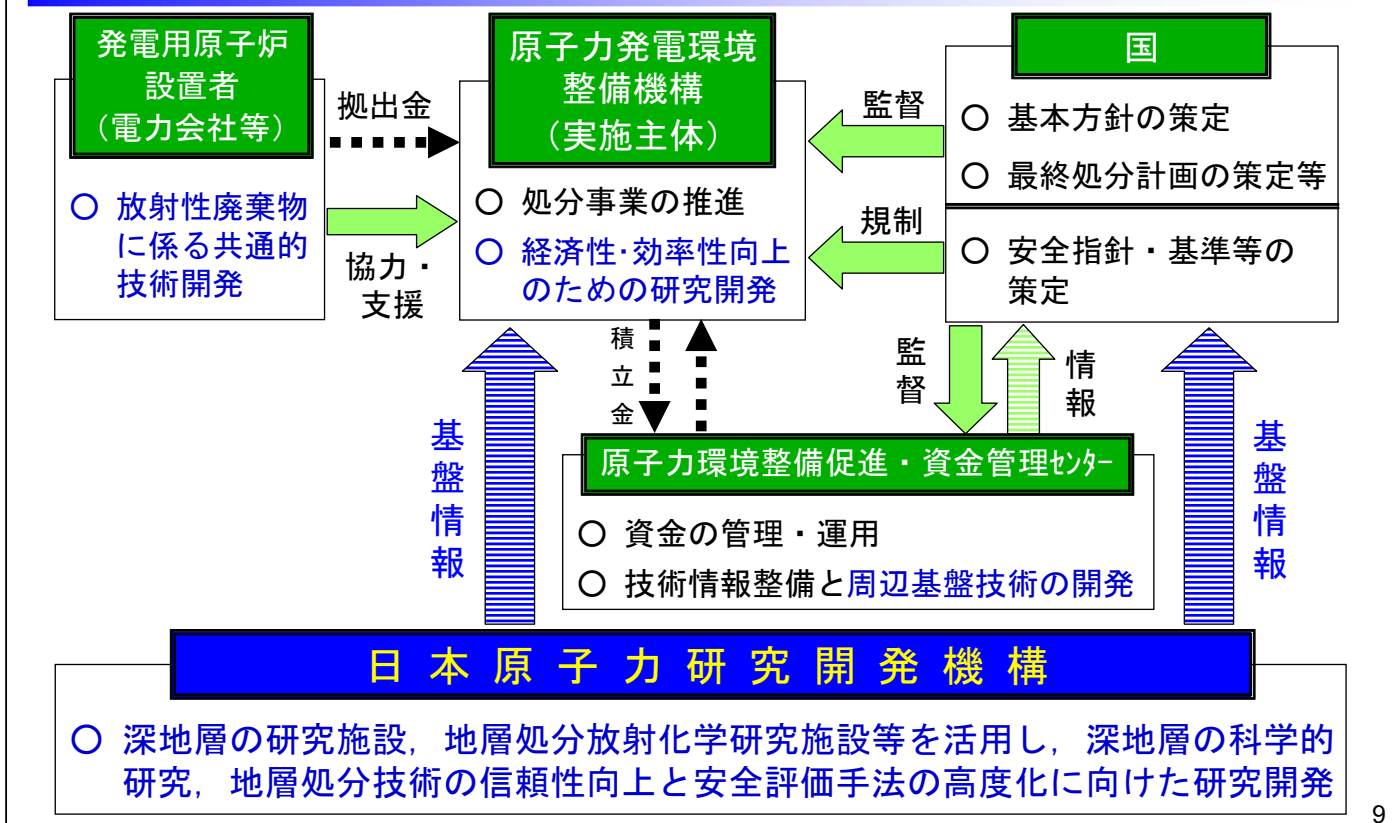 発電用原子炉
設置者
（電力会社等）
○ 放射性廃棄物
に係る共通的
技術開発
拠出金
協力・
支援
原子力発電環境
整備機構
（実施主体）
○ 処分事業の推進
○ 経済性･効率性向上
のための研究開発
監督
規制
国
○ 基本方針の策定
○ 最終処分計画の策定等
○ 安全指針・基準等の
策定
積立金
監督
情報
基盤情報
原子力環境整備促進・資金管理ｾﾝﾀｰ
○ 資金の管理・運用
○ 技術情報整備と周辺基盤技術の開発
基盤情報
日本原子力研究開発機構
○ 深地層の研究施設，地層処分放射化学研究施設等を活用し，深地層の科学的
研究，地層処分技術の信頼性向上と安全評価手法の高度化に向けた研究開発
9